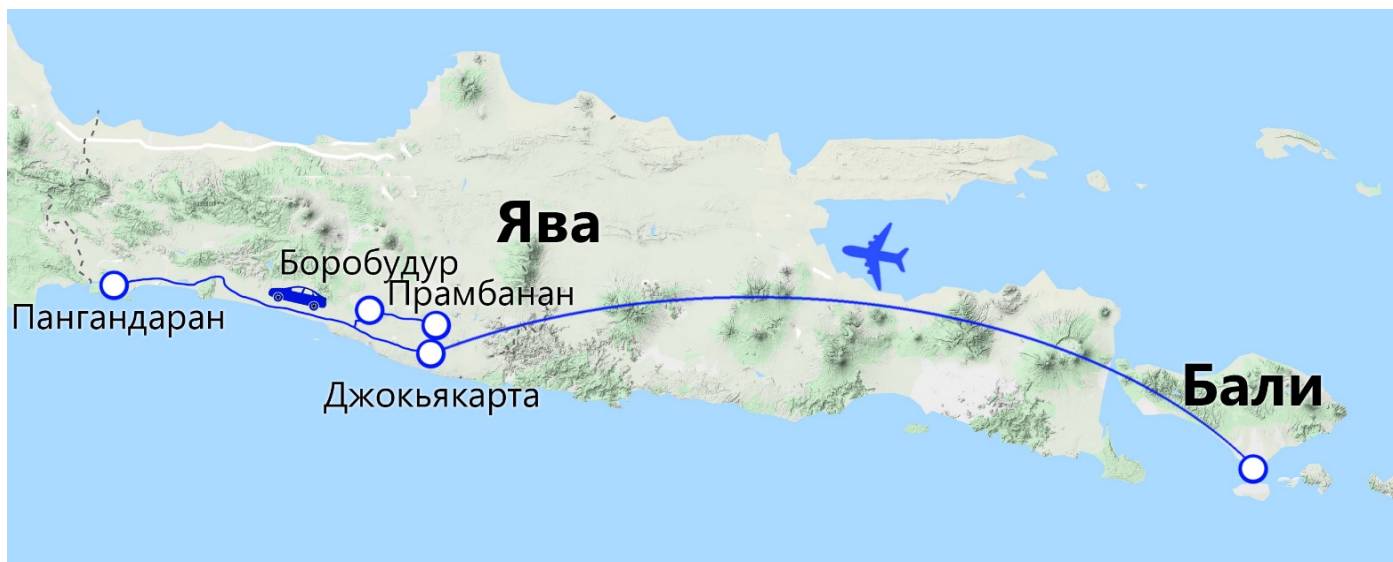 Ява
Боробудур
Прамбанан
Пангандаран
Джокьякарта
Бали